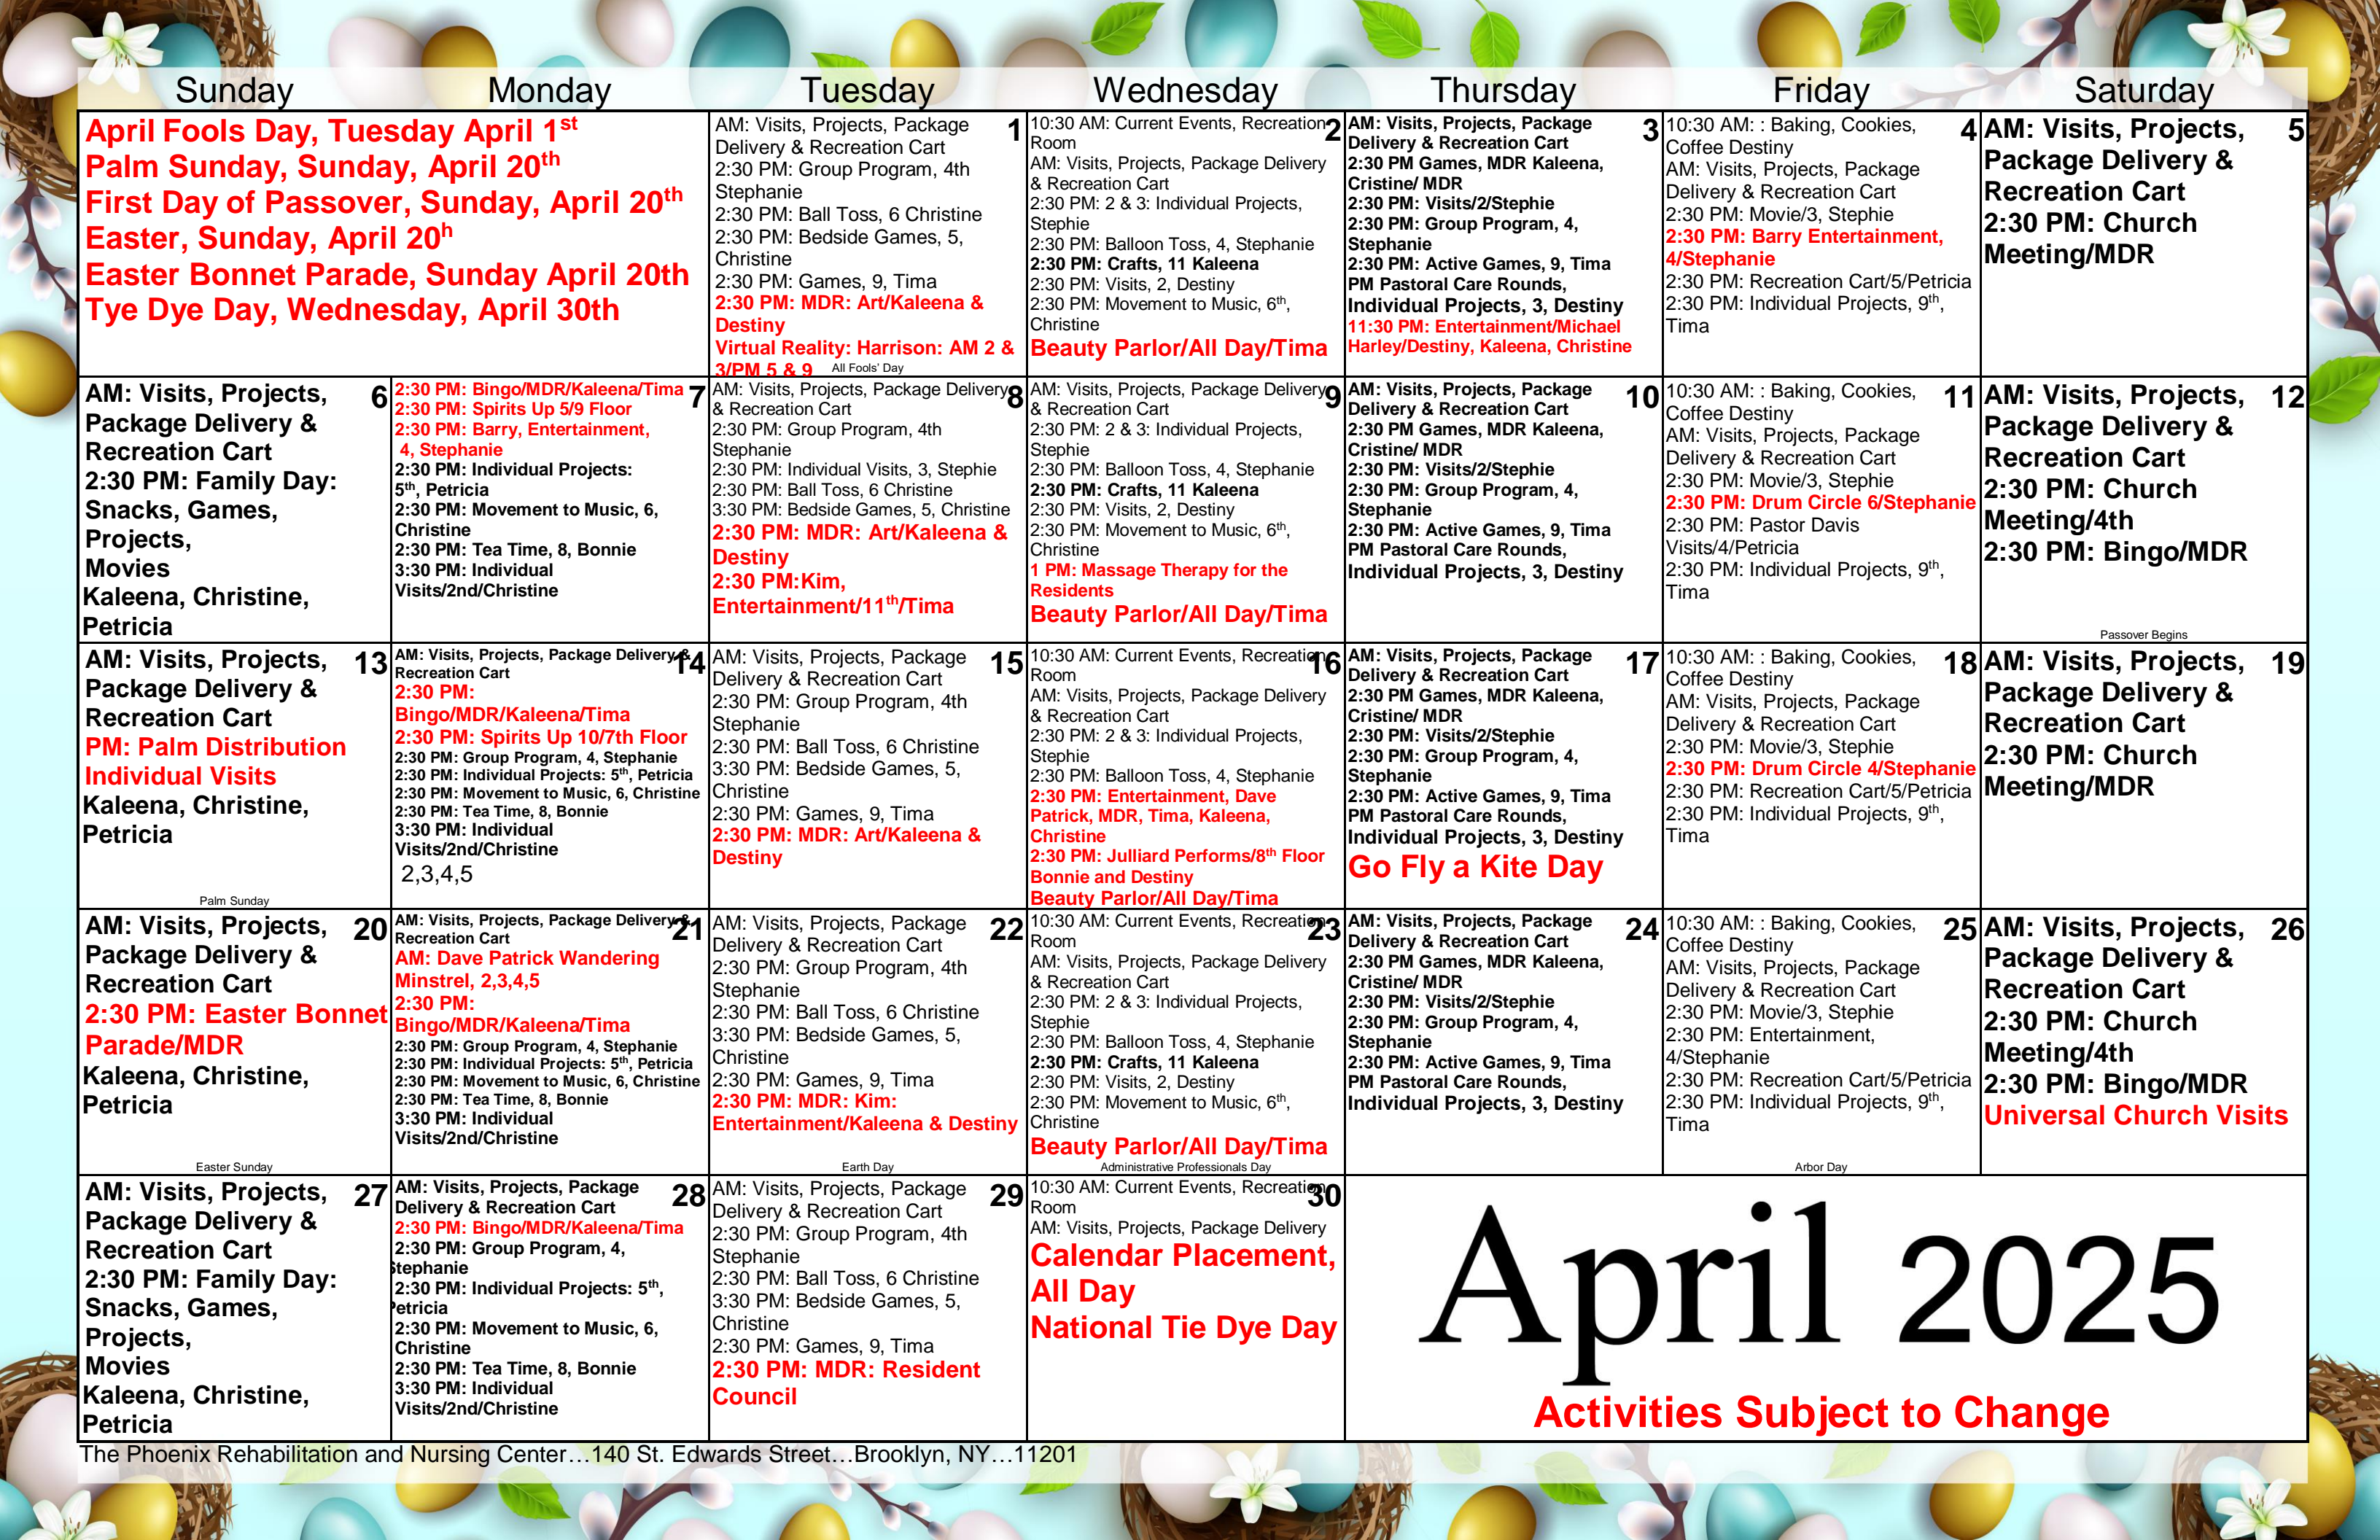 Sunday Monday Tuesday Wednesday Thursday Friday Saturday
April Fools Day, Tuesday April 1st
Palm Sunday, Sunday, April 20th
First Day of Passover, Sunday, April 20th
Easter, Sunday, April 20h
Easter Bonnet Parade, Sunday April 20th
Tye Dye Day, Wednesday, April 30th
1
AM: Visits, Projects, Package
Delivery & Recreation Cart
2:30 PM: Group Program, 4th
Stephanie
2:30 PM: Ball Toss, 6 Christine
2:30 PM: Bedside Games, 5,
Christine
2:30 PM: Games, 9, Tima
2:30 PM: MDR: Art/Kaleena &
Destiny
Virtual Reality: Harrison: AM 2 &
3/PM 5 & 9
All Fools' Day
2
10:30 AM: Current Events, Recreation
Room
AM: Visits, Projects, Package Delivery
& Recreation Cart
2:30 PM: 2 & 3: Individual Projects,
Stephie
2:30 PM: Balloon Toss, 4, Stephanie
2:30 PM: Crafts, 11 Kaleena
2:30 PM: Visits, 2, Destiny
2:30 PM: Movement to Music, 6th,
Christine
Beauty Parlor/All Day/Tima
3
AM: Visits, Projects, Package
Delivery & Recreation Cart
2:30 PM Games, MDR Kaleena,
Cristine/ MDR
2:30 PM: Visits/2/Stephie
2:30 PM: Group Program, 4,
Stephanie
2:30 PM: Active Games, 9, Tima
PM Pastoral Care Rounds,
Individual Projects, 3, Destiny
11:30 PM: Entertainment/Michael
Harley/Destiny, Kaleena, Christine
4
10:30 AM: : Baking, Cookies,
Coffee Destiny
AM: Visits, Projects, Package
Delivery & Recreation Cart
2:30 PM: Movie/3, Stephie
2:30 PM: Barry Entertainment,
4/Stephanie
2:30 PM: Recreation Cart/5/Petricia
2:30 PM: Individual Projects, 9th,
Tima
5
AM: Visits, Projects,
Package Delivery &
Recreation Cart
2:30 PM: Church
Meeting/MDR
6
AM: Visits, Projects,
Package Delivery &
Recreation Cart
2:30 PM: Family Day:
Snacks, Games,
Projects,
Movies
Kaleena, Christine,
Petricia
7
2:30 PM: Bingo/MDR/Kaleena/Tima
2:30 PM: Spirits Up 5/9 Floor
2:30 PM: Barry, Entertainment,
4, Stephanie
2:30 PM: Individual Projects:
5th, Petricia
2:30 PM: Movement to Music, 6,
Christine
2:30 PM: Tea Time, 8, Bonnie
3:30 PM: Individual
Visits/2nd/Christine
8
AM: Visits, Projects, Package Delivery
& Recreation Cart
2:30 PM: Group Program, 4th
Stephanie
2:30 PM: Individual Visits, 3, Stephie
2:30 PM: Ball Toss, 6 Christine
3:30 PM: Bedside Games, 5, Christine
2:30 PM: MDR: Art/Kaleena &
Destiny
2:30 PM:Kim,
Entertainment/11th/Tima
9
AM: Visits, Projects, Package Delivery
& Recreation Cart
2:30 PM: 2 & 3: Individual Projects,
Stephie
2:30 PM: Balloon Toss, 4, Stephanie
2:30 PM: Crafts, 11 Kaleena
2:30 PM: Visits, 2, Destiny
2:30 PM: Movement to Music, 6th,
Christine
1 PM: Massage Therapy for the
Residents
Beauty Parlor/All Day/Tima
10
AM: Visits, Projects, Package
Delivery & Recreation Cart
2:30 PM Games, MDR Kaleena,
Cristine/ MDR
2:30 PM: Visits/2/Stephie
2:30 PM: Group Program, 4,
Stephanie
2:30 PM: Active Games, 9, Tima
PM Pastoral Care Rounds,
Individual Projects, 3, Destiny
11
10:30 AM: : Baking, Cookies,
Coffee Destiny
AM: Visits, Projects, Package
Delivery & Recreation Cart
2:30 PM: Movie/3, Stephie
2:30 PM: Drum Circle 6/Stephanie
2:30 PM: Pastor Davis
Visits/4/Petricia
2:30 PM: Individual Projects, 9th,
Tima
12
AM: Visits, Projects,
Package Delivery &
Recreation Cart
2:30 PM: Church
Meeting/4th
2:30 PM: Bingo/MDR
Passover Begins
13
AM: Visits, Projects,
Package Delivery &
Recreation Cart
PM: Palm Distribution
Individual Visits
Kaleena, Christine,
Petricia
Palm Sunday
14
AM: Visits, Projects, Package Delivery &
Recreation Cart
2:30 PM:
Bingo/MDR/Kaleena/Tima
2:30 PM: Spirits Up 10/7th Floor
2:30 PM: Group Program, 4, Stephanie
2:30 PM: Individual Projects: 5th, Petricia
2:30 PM: Movement to Music, 6, Christine
2:30 PM: Tea Time, 8, Bonnie
3:30 PM: Individual
Visits/2nd/Christine
2,3,4,5
15
AM: Visits, Projects, Package
Delivery & Recreation Cart
2:30 PM: Group Program, 4th
Stephanie
2:30 PM: Ball Toss, 6 Christine
3:30 PM: Bedside Games, 5,
Christine
2:30 PM: Games, 9, Tima
2:30 PM: MDR: Art/Kaleena &
Destiny
16
10:30 AM: Current Events, Recreation
Room
AM: Visits, Projects, Package Delivery
& Recreation Cart
2:30 PM: 2 & 3: Individual Projects,
Stephie
2:30 PM: Balloon Toss, 4, Stephanie
2:30 PM: Entertainment, Dave
Patrick, MDR, Tima, Kaleena,
Christine
2:30 PM: Julliard Performs/8th Floor
Bonnie and Destiny
Beauty Parlor/All Day/Tima
17
AM: Visits, Projects, Package
Delivery & Recreation Cart
2:30 PM Games, MDR Kaleena,
Cristine/ MDR
2:30 PM: Visits/2/Stephie
2:30 PM: Group Program, 4,
Stephanie
2:30 PM: Active Games, 9, Tima
PM Pastoral Care Rounds,
Individual Projects, 3, Destiny
Go Fly a Kite Day
18
10:30 AM: : Baking, Cookies,
Coffee Destiny
AM: Visits, Projects, Package
Delivery & Recreation Cart
2:30 PM: Movie/3, Stephie
2:30 PM: Drum Circle 4/Stephanie
2:30 PM: Recreation Cart/5/Petricia
2:30 PM: Individual Projects, 9th,
Tima
19
AM: Visits, Projects,
Package Delivery &
Recreation Cart
2:30 PM: Church
Meeting/MDR
20
AM: Visits, Projects,
Package Delivery &
Recreation Cart
2:30 PM: Easter Bonnet
Parade/MDR
Kaleena, Christine,
Petricia
Easter Sunday
21
AM: Visits, Projects, Package Delivery &
Recreation Cart
AM: Dave Patrick Wandering
Minstrel, 2,3,4,5
2:30 PM:
Bingo/MDR/Kaleena/Tima
2:30 PM: Group Program, 4, Stephanie
2:30 PM: Individual Projects: 5th, Petricia
2:30 PM: Movement to Music, 6, Christine
2:30 PM: Tea Time, 8, Bonnie
3:30 PM: Individual
Visits/2nd/Christine
22
AM: Visits, Projects, Package
Delivery & Recreation Cart
2:30 PM: Group Program, 4th
Stephanie
2:30 PM: Ball Toss, 6 Christine
3:30 PM: Bedside Games, 5,
Christine
2:30 PM: Games, 9, Tima
2:30 PM: MDR: Kim:
Entertainment/Kaleena & Destiny
Earth Day
23
10:30 AM: Current Events, Recreation
Room
AM: Visits, Projects, Package Delivery
& Recreation Cart
2:30 PM: 2 & 3: Individual Projects,
Stephie
2:30 PM: Balloon Toss, 4, Stephanie
2:30 PM: Crafts, 11 Kaleena
2:30 PM: Visits, 2, Destiny
2:30 PM: Movement to Music, 6th,
Christine
Beauty Parlor/All Day/Tima
Administrative Professionals Day
24
AM: Visits, Projects, Package
Delivery & Recreation Cart
2:30 PM Games, MDR Kaleena,
Cristine/ MDR
2:30 PM: Visits/2/Stephie
2:30 PM: Group Program, 4,
Stephanie
2:30 PM: Active Games, 9, Tima
PM Pastoral Care Rounds,
Individual Projects, 3, Destiny
25
10:30 AM: : Baking, Cookies,
Coffee Destiny
AM: Visits, Projects, Package
Delivery & Recreation Cart
2:30 PM: Movie/3, Stephie
2:30 PM: Entertainment,
4/Stephanie
2:30 PM: Recreation Cart/5/Petricia
2:30 PM: Individual Projects, 9th,
Tima
Arbor Day
26
AM: Visits, Projects,
Package Delivery &
Recreation Cart
2:30 PM: Church
Meeting/4th
2:30 PM: Bingo/MDR
Universal Church Visits
27
AM: Visits, Projects,
Package Delivery &
Recreation Cart
2:30 PM: Family Day:
Snacks, Games,
Projects,
Movies
Kaleena, Christine,
Petricia
28
AM: Visits, Projects, Package
Delivery & Recreation Cart
2:30 PM: Bingo/MDR/Kaleena/Tima
2:30 PM: Group Program, 4,
Stephanie
2:30 PM: Individual Projects: 5th,
Petricia
2:30 PM: Movement to Music, 6,
Christine
2:30 PM: Tea Time, 8, Bonnie
3:30 PM: Individual
Visits/2nd/Christine
29
AM: Visits, Projects, Package
Delivery & Recreation Cart
2:30 PM: Group Program, 4th
Stephanie
2:30 PM: Ball Toss, 6 Christine
3:30 PM: Bedside Games, 5,
Christine
2:30 PM: Games, 9, Tima
2:30 PM: MDR: Resident
Council
30
10:30 AM: Current Events, Recreation
Room
AM: Visits, Projects, Package Delivery
Calendar Placement,
All Day
National Tie Dye Day
April 2025
Activities Subject to Change
The Phoenix Rehabilitation and Nursing Center…140 St. Edwards Street…Brooklyn, NY…11201